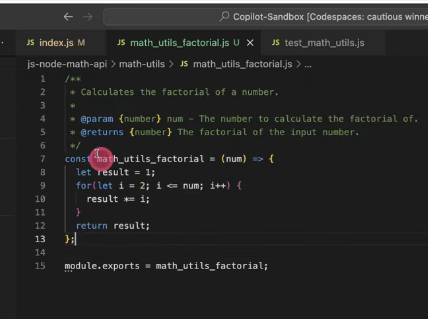 Copilot-Sandbox [Codespaces: cautious winne
JS index.js M
JS math_utils_factorial.js U
JS test_math_utils.js
js-node-math-api > math-utils > JS math_utils_factorial.js > ...
1 /**
2 * Calculates the factorial of a number.
3 *
4 * @param {number} num - The number to calculate the factorial of.
5 * @returns {number} The factorial of the input number.
6 */
7 const math_utils_factorial = (num) => {
8 let result = 1;
9 for(let i = 2; i <= num; i++) {
10 result *= i;
11 }
12 return result;
13 };
14
15 module.exports = math_utils_factorial;